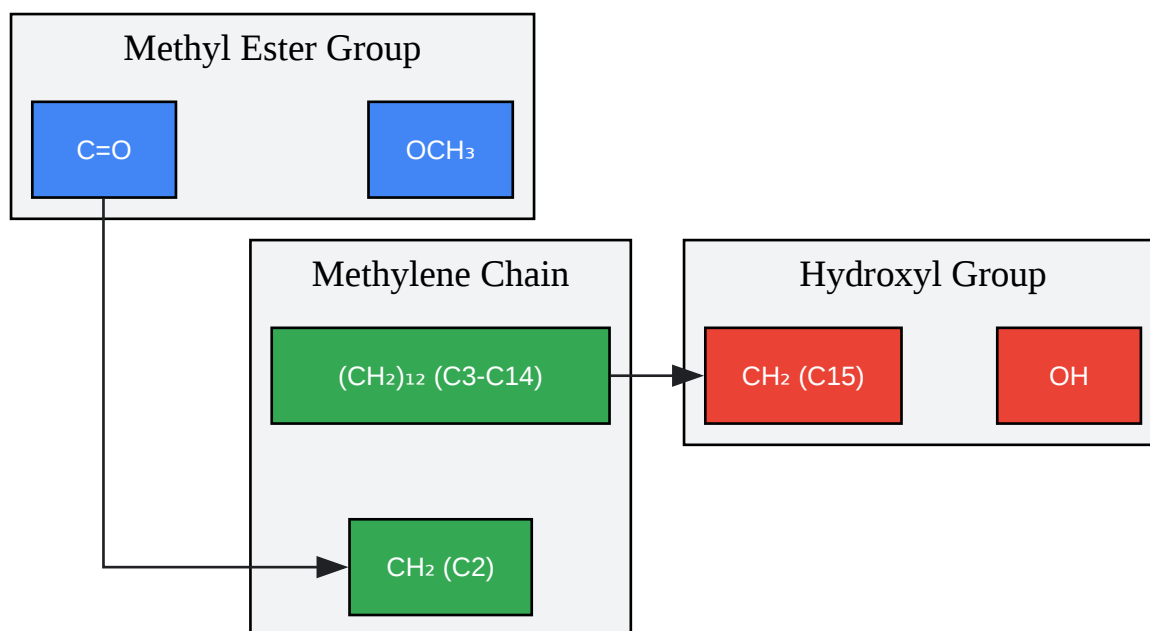 Methyl Ester Group
C=O
OCH₃
Methylene Chain
(CH₂)₁₂ (C3-C14)
CH₂ (C2)
Hydroxyl Group
CH₂ (C15)
OH